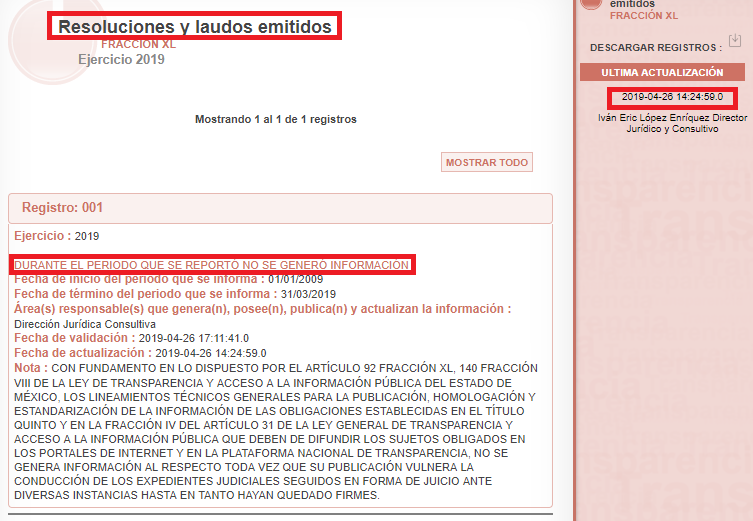 Resoluciones y laudos emitidos
FRACCIÓN XL
Ejercicio 2019
Mostrando 1 al 1 de 1 registros
MOSTRAR TODO
Registro: 001
Ejercicio : 2019
DURANTE EL PERIODO QUE SE REPORTÓ NO SE GENERÓ INFORMACIÓN
Fecha de inicio del periodo que se informa : 01/01/2009
Fecha de término del periodo que se informa : 31/03/2019
Área(s) responsable(s) que genera(n), posee(n), publica(n) y actualizan la información :
Dirección Jurídica Consultiva
Fecha de validación : 2019-04-26 17:11:41.0
Fecha de actualización : 2019-04-26 14:24:59.0
Nota : CON FUNDAMENTO EN LO DISPUESTO POR EL ARTÍCULO 92 FRACCIÓN XL, 140 FRACCIÓN
VIII DE LA LEY DE TRANSPARENCIA Y ACCESO A LA INFORMACIÓN PÚBLICA DEL ESTADO DE
MÉXICO, LOS LINEAMIENTOS TÉCNICOS GENERALES PARA LA PUBLICACIÓN, HOMOLOGACIÓN Y
ESTANDARIZACIÓN DE LA INFORMACIÓN DE LAS OBLIGACIONES ESTABLECIDAS EN EL TÍTULO
QUINTO Y EN LA FRACCIÓN IV DEL ARTÍCULO 31 DE LA LEY GENERAL DE TRANSPARENCIA Y
ACCESO A LA INFORMACIÓN PÚBLICA QUE DEBEN DE DIFUNDIR LOS SUJETOS OBLIGADOS EN
LOS PORTALES DE INTERNET Y EN LA PLATAFORMA NACIONAL DE TRANSPARENCIA, NO SE
GENERA INFORMACIÓN AL RESPECTO TODA VEZ QUE SU PUBLICACIÓN VULNERA LA
CONDUCCIÓN DE LOS EXPEDIENTES JUDICIALES SEGUIDOS EN FORMA DE JUICIO ANTE
DIVERSAS INSTANCIAS HASTA EN TANTO HAYAN QUEDADO FIRMES.
emitidos
FRACCIÓN XL
DESCARGAR REGISTROS :
ULTIMA ACTUALIZACIÓN
2019-04-26 14:24:59.0
Iván Eric López Enríquez Director
Jurídico y Consultivo